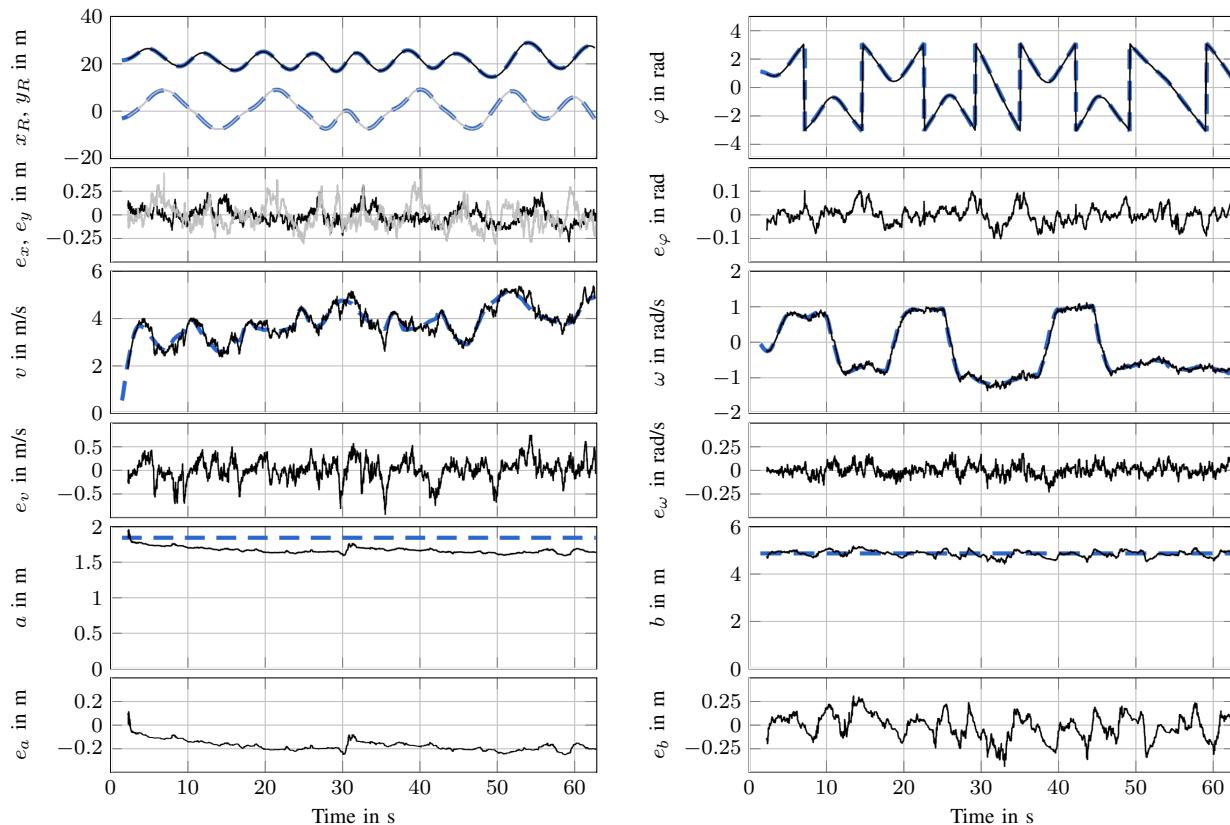 40
20
0
−20
x_R, y_R in m
4
2
0
−2
−4
φ in rad
0.25
0
−0.25
e_x, e_y in m
0.1
0
−0.1
e_φ in rad
6
4
2
0
v in m/s
2
1
0
−1
−2
ω in rad/s
0.5
0
−0.5
e_v in m/s
0.25
0
−0.25
e_ω in rad/s
2
1.5
1
0.5
0
a in m
6
4
2
0
b in m
0.2
0
−0.2
e_a in m
0.25
0
−0.25
e_b in m
0 10 20 30 40 50 60
Time in s
0 10 20 30 40 50 60
Time in s